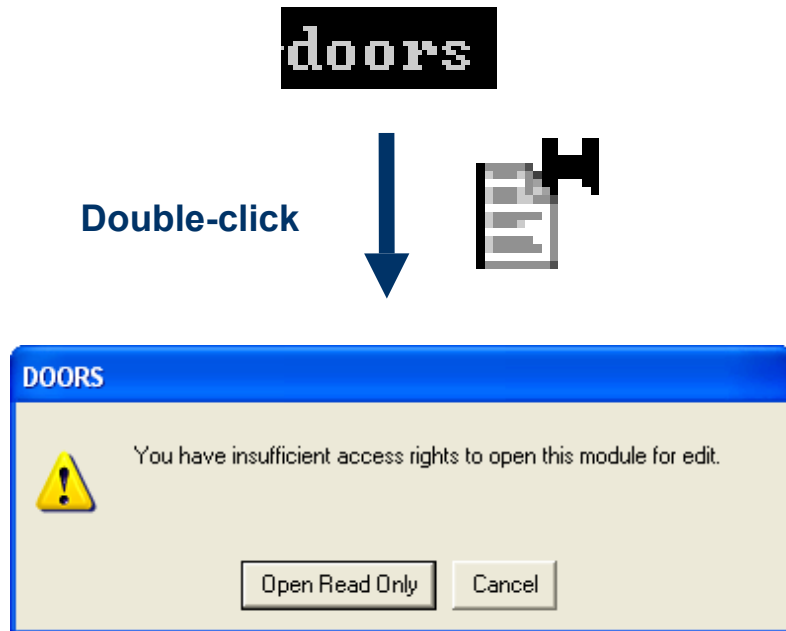 doors
Double-click
DOORS
You have insufficient access rights to open this module for edit.
Open Read Only Cancel